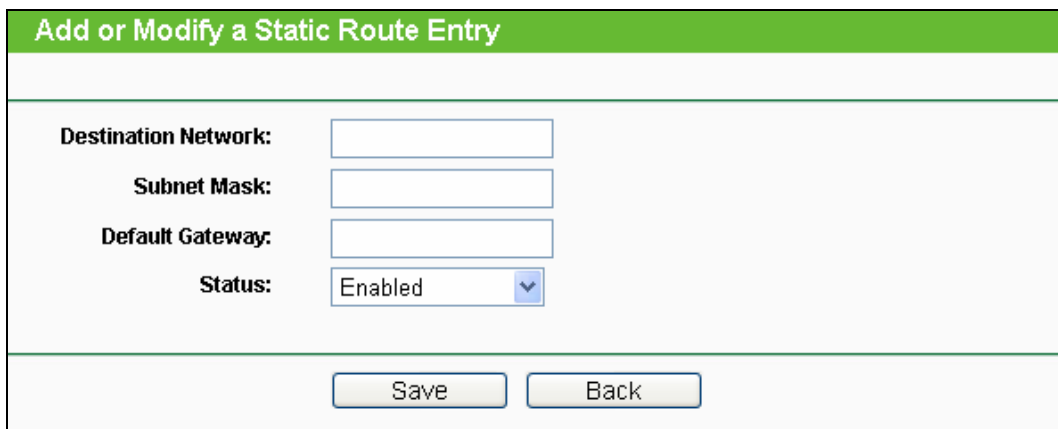 Add or Modify a Static Route Entry
Destination Network:
Subnet Mask:
Default Gateway:
Status: Enabled
Save Back